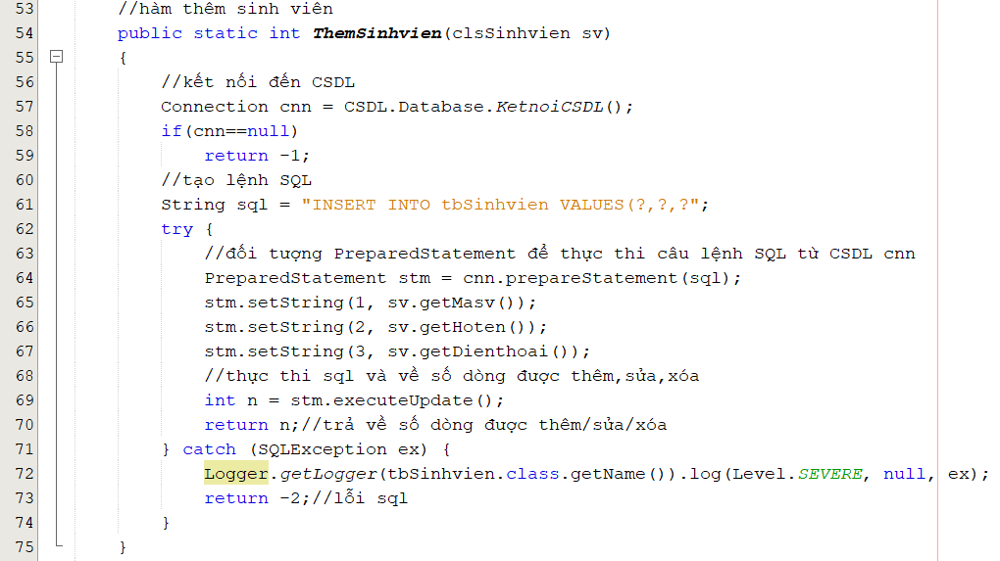 53 //hàm thêm sinh viên
54 public static int ThemSinhvien(clsSinhvien sv)
55 {
56 //kết nối đến CSDL
57 Connection cnn = CSDL.Database.KetnoiCSDL();
58 if(cnn==null)
59 return -1;
60 //tạo lệnh SQL
61 String sql = "INSERT INTO tbSinhvien VALUES(?,?,?";
62 try {
63 //đối tượng PreparedStatement để thực thi câu lệnh SQL từ CSDL cnn
64 PreparedStatement stm = cnn.prepareStatement(sql);
65 stm.setString(1, sv.getMasv());
66 stm.setString(2, sv.getHoten());
67 stm.setString(3, sv.getDienthoai());
68 //thực thi sql và về số dòng được thêm,sửa,xóa
69 int n = stm.executeUpdate();
70 return n;//trả về số dòng được thêm/sửa/xóa
71 } catch (SQLException ex) {
72 Logger.getLogger(tbSinhvien.class.getName()).log(Level.SEVERE, null, ex);
73 return -2;//lỗi sql
74 }
75 }